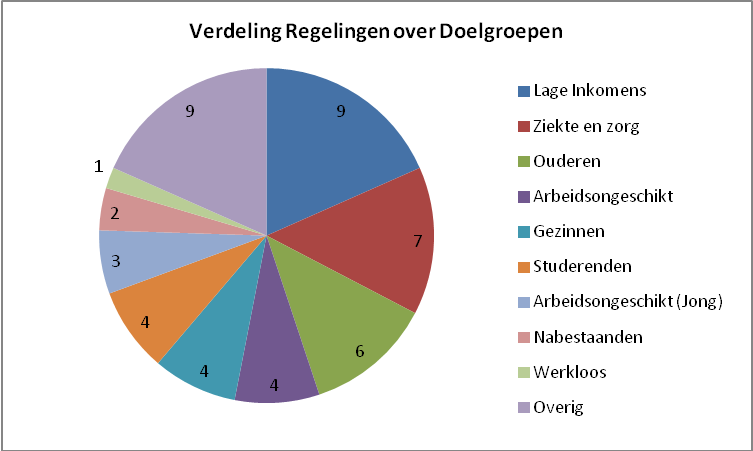 Verdeling Regelingen over Doelgroepen
9
9
1
2
3
4
4
4
6
7
Lage Inkomens
Ziekte en zorg
Ouderen
Arbeidsongeschikt
Gezinnen
Studerenden
Arbeidsongeschikt (Jong)
Nabestaanden
Werkloos
Overig